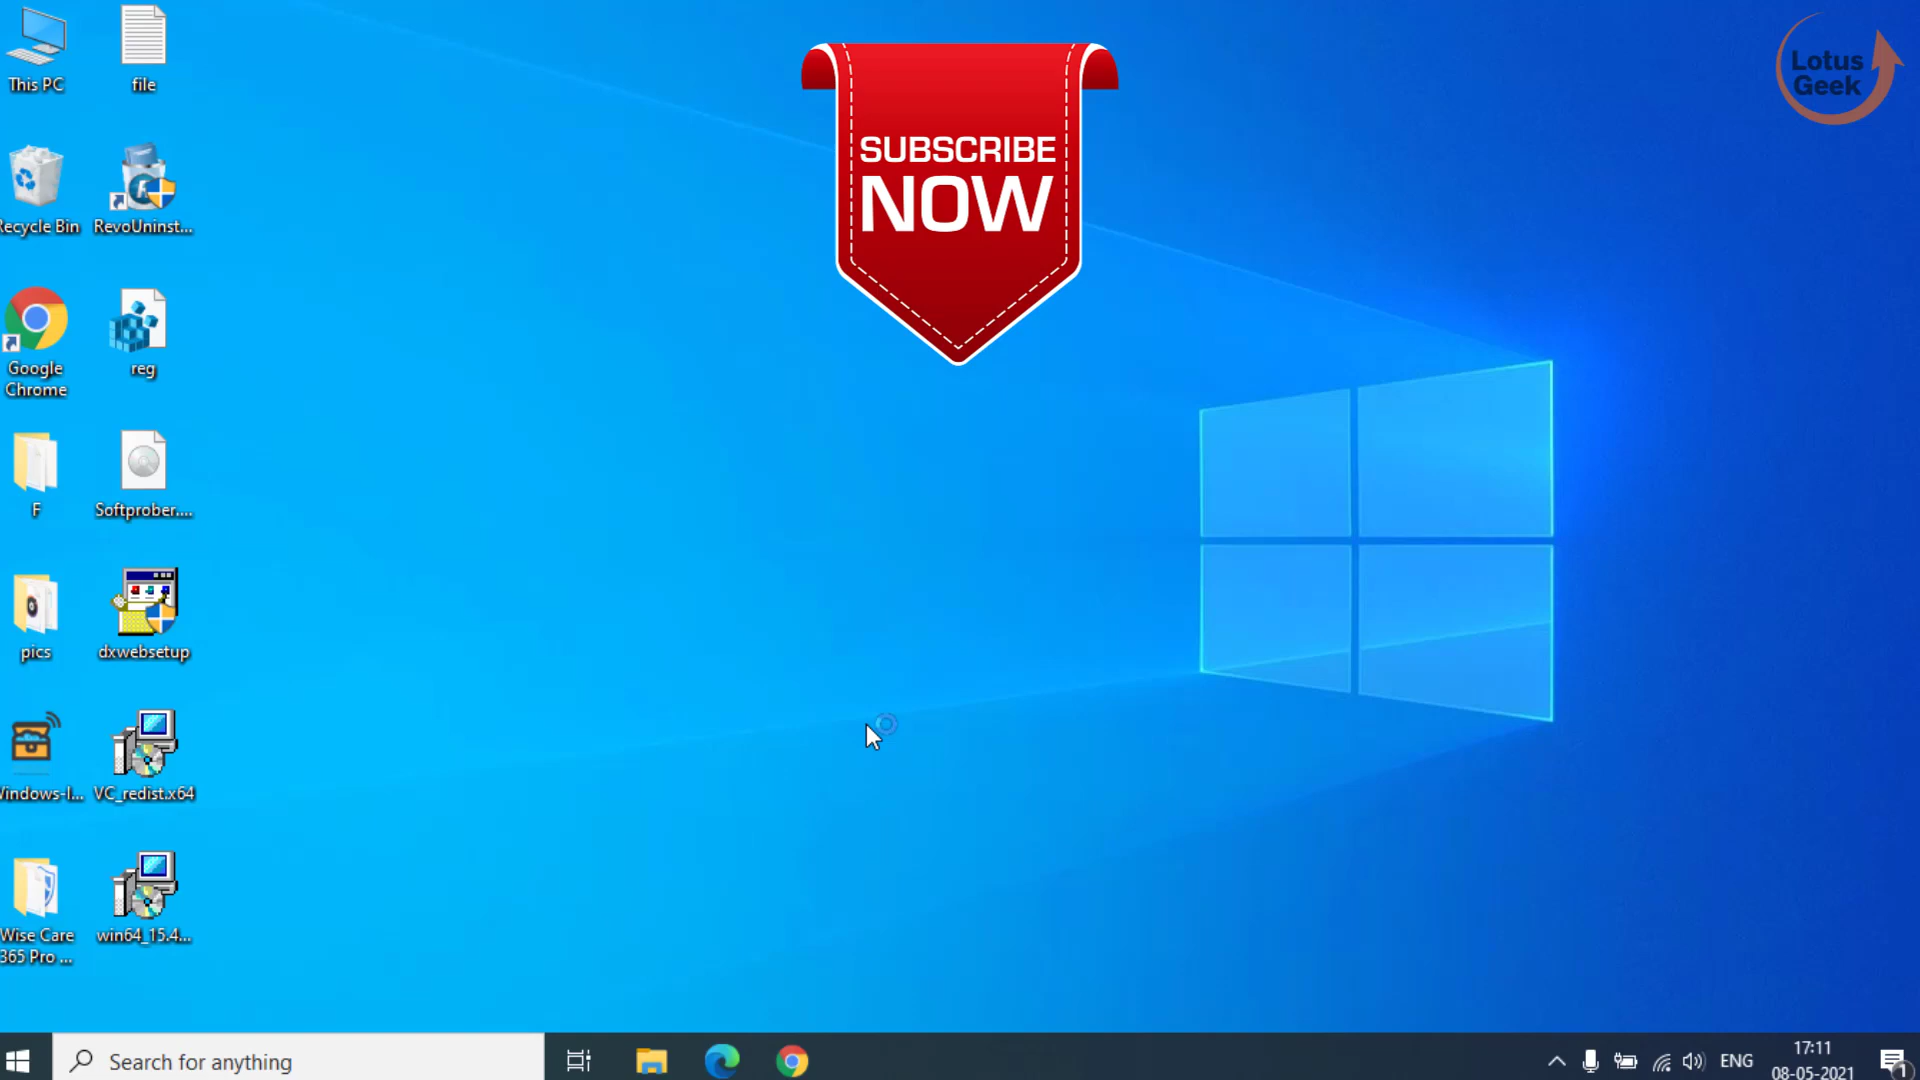 This PC
file
Recycle Bin
RevoUninst...
Google
Chrome
reg
F
Softprober....
pics
dxwebsetup
Windows-I...
VC_redist.x64
Wise Care
365 Pro ...
win64_15.4...
SUBSCRIBE
NOW
Lotus
Geek
Search for anything
ENG
17:11
08-05-2021
1